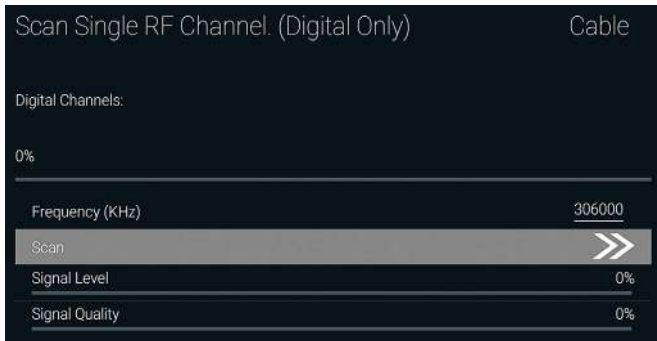 Scan Single RF Channel. (Digital Only) Cable
Digital Channels:
0%
Frequency (KHz) 306000
Scan
Signal Level 0%
Signal Quality 0%